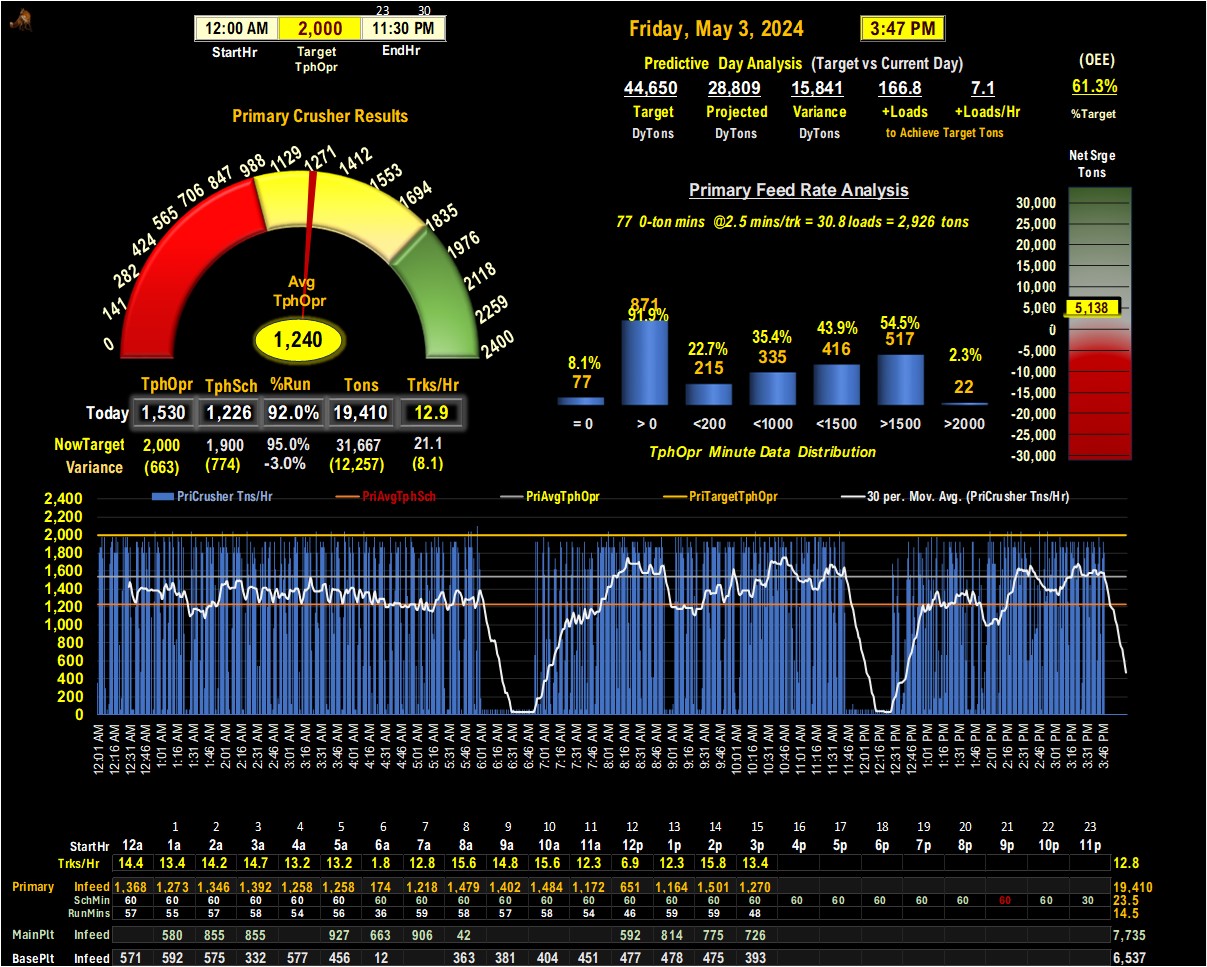 23 30
12:00 AM 2,000 11:30 PM
StartHr Target EndHr
TphOpr
Friday, May 3, 2024 3:47 PM
Predictive Day Analysis (Target vs Current Day)
44,650 28,809 15,841 166.8 7.1
Target Projected Variance +Loads +Loads/Hr
DyTons DyTons DyTons to Achieve Target Tons
(OEE)
61.3%
%Target
Primary Crusher Results
0 141 282 424 565 706 847 988 1129 1271 1412 1553 1694 1835 1976 2118 2259 2400
Avg
TphOpr
1,240
TphOpr TphSch %Run Tons Trks/Hr
Today 1,530 1,226 92.0% 19,410 12.9
NowTarget 2,000 1,900 95.0% 31,667 21.1
Variance (663) (774) -3.0% (12,257) (8.1)
Primary Feed Rate Analysis
77 0-ton mins @2.5 mins/trk = 30.8 loads = 2,926 tons
8.1% 91.9% 22.7% 35.4% 43.9% 54.5% 2.3%
77 871 215 335 416 517 22
= 0 > 0 <200 <1000 <1500 >1500 >2000
TphOpr Minute Data Distribution
Net Srge
Tons
30,000
25,000
20,000
15,000
10,000
5,000
0
-5,000
-10,000
-15,000
-20,000
-25,000
-30,000
5,138
PriCrusher Tns/Hr PriAvgTphSch PriAvgTphOpr PriTargetTphOpr 30 per. Mov. Avg. (PriCrusher Tns/Hr)
2,400
2,200
2,000
1,800
1,600
1,400
1,200
1,000
800
600
400
200
0
12:01 AM 12:16 AM 12:31 AM 12:46 AM 1:01 AM 1:16 AM 1:31 AM 1:46 AM 2:01 AM 2:16 AM 2:31 AM 2:46 AM 3:01 AM 3:16 AM 3:31 AM 3:46 AM 4:01 AM 4:16 AM 4:31 AM 4:46 AM 5:01 AM 5:16 AM 5:31 AM 5:46 AM 6:01 AM 6:16 AM 6:31 AM 6:46 AM 7:01 AM 7:16 AM 7:31 AM 7:46 AM 8:01 AM 8:16 AM 8:31 AM 8:46 AM 9:01 AM 9:16 AM 9:31 AM 9:46 AM 10:01 AM 10:16 AM 10:31 AM 10:46 AM 11:01 AM 11:16 AM 11:31 AM 11:46 AM 12:01 PM 12:16 PM 12:31 PM 12:46 PM 1:01 PM 1:16 PM 1:31 PM 1:46 PM 2:01 PM 2:16 PM 2:31 PM 2:46 PM 3:01 PM 3:16 PM 3:31 PM 3:46 PM
1 2 3 4 5 6 7 8 9 10 11 12 13 14 15 16 17 18 19 20 21 22 23
StartHr 12a 1a 2a 3a 4a 5a 6a 7a 8a 9a 10a 11a 12p 1p 2p 3p 4p 5p 6p 7p 8p 9p 10p 11p
Trks/Hr 14.4 13.4 14.2 14.7 13.2 13.2 1.8 12.8 15.6 14.8 15.6 12.3 6.9 12.3 15.8 13.4 12.8
Primary Infeed 1,368 1,273 1,346 1,392 1,258 1,258 174 1,218 1,479 1,402 1,484 1,172 651 1,164 1,501 1,270 19,410
SchMin 60 60 60 60 60 60 60 60 60 60 60 60 60 60 60 60 60 60 60 60 60 60 60 30 23.5
RunMins 57 55 57 58 54 56 36 59 58 57 58 54 46 59 59 48 14.5
MainPlt Infeed 580 855 855 927 663 906 42 592 814 775 726 7,735
BasePlt Infeed 571 592 575 332 577 456 12 363 381 404 451 477 478 475 393 6,537